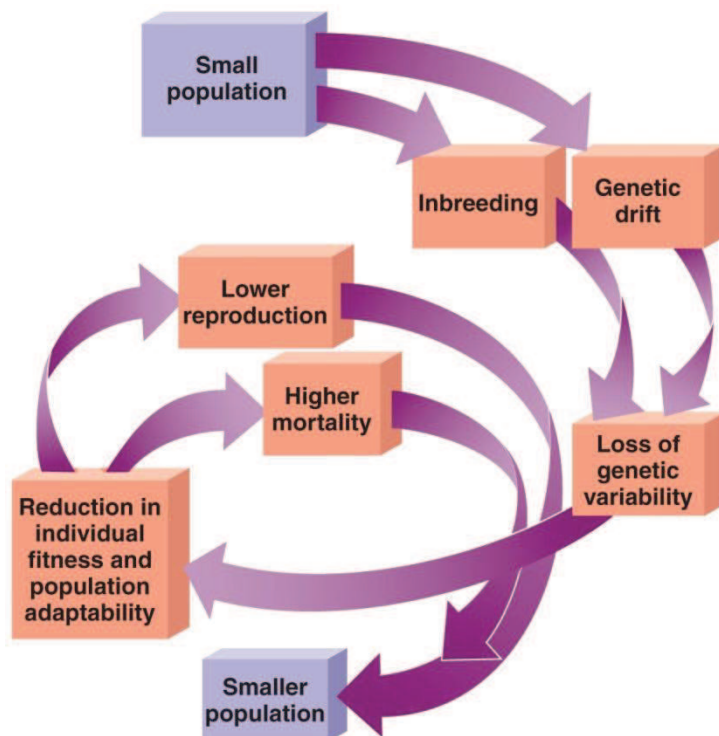 Small
population
Inbreeding
Genetic
drift
Lower
reproduction
Higher
mortality
Loss of
genetic
variability
Reduction in
individual
fitness and
population
adaptability
Smaller
population